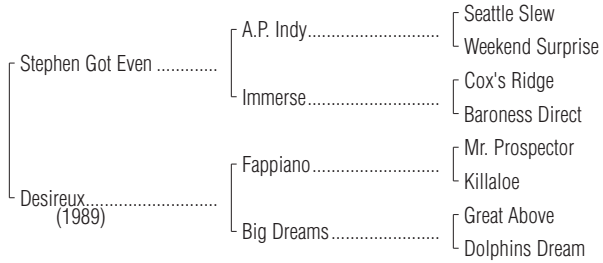 Seattle Slew
A.P. Indy..............................
Weekend Surprise
Stephen Got Even .............
Cox's Ridge
Immerse..............................
Baroness Direct
Mr. Prospector
Fappiano.............................
Killaloe
Desireux............................
(1989)
Great Above
Big Dreams........................
Dolphins Dream